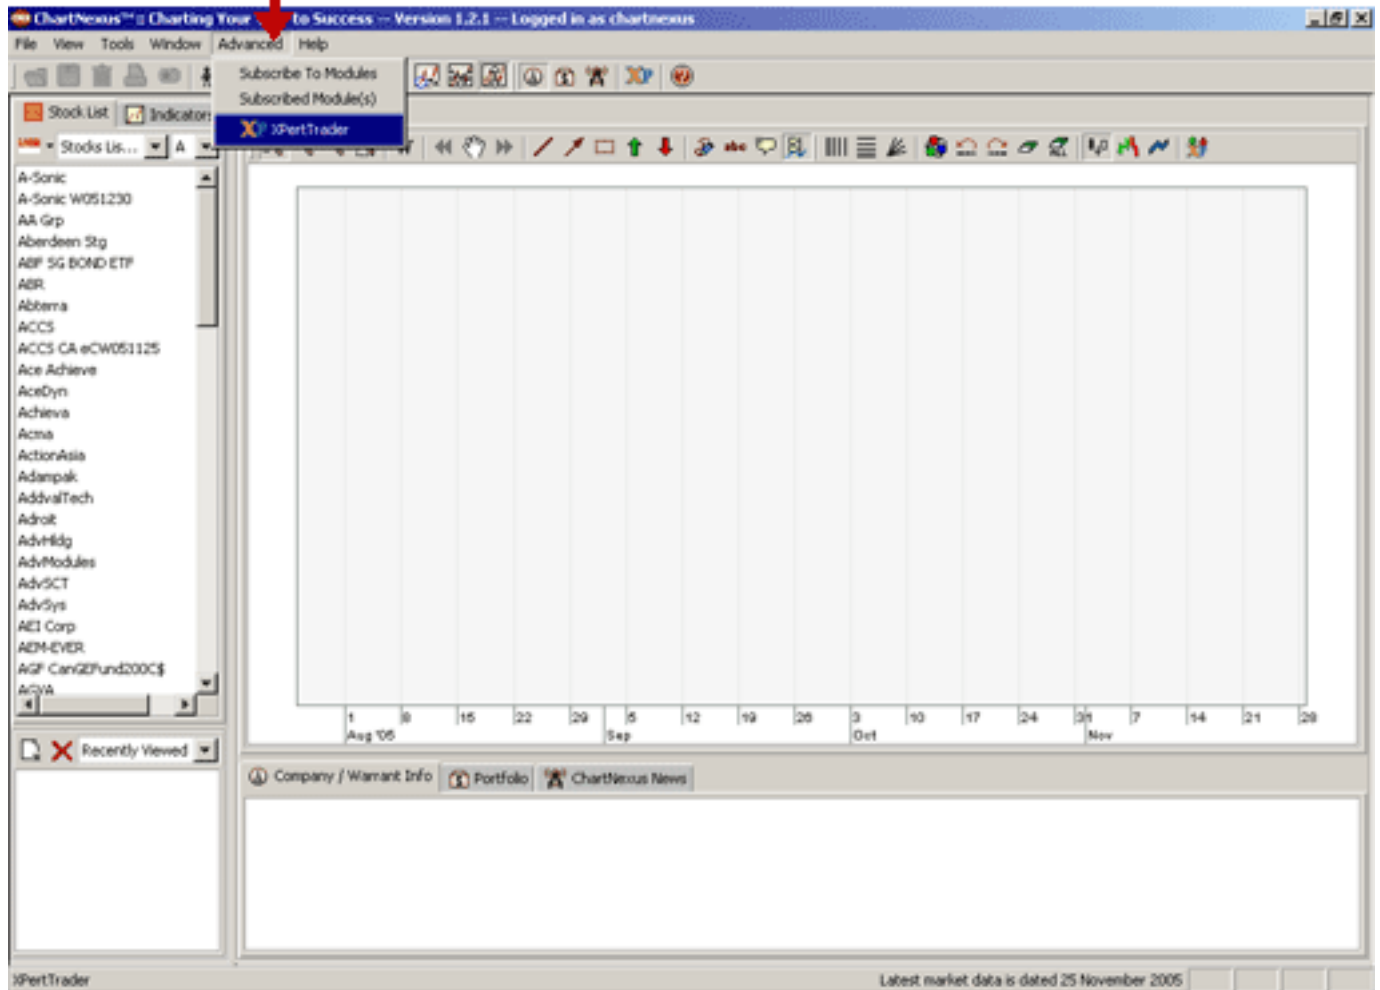 ChartNexus™:: Charting Your to Success -- Version 1.2.1 -- Logged in as chartnexus
File View Tools Window Advanced Help
Subscribe To Modules
Subscribed Module(s)
XP XPertTrader
XP
Stock List Indicators
Stocks Lis... A
abc
A-Sonic
A-Sonic W051230
AA Grp
Aberdeen Stg
ABF SG BOND ETF
ABR
Abterra
ACCS
ACCS CA eCW051125
Ace Achieve
AceDyn
Achieva
Acma
ActionAsia
Adampak
AddvalTech
Adroit
AdvHldg
AdvModules
AdvSCT
AdvSys
AEI Corp
AEM-EVER
AGF CanGEFund200C$
AGVA
1 8 15 22 29 5 12 19 26 3 10 17 24 31 7 14 21 28
Aug '05 Sep Oct Nov
Recently Viewed
Company / Warrant Info Portfolio ChartNexus News
XPertTrader
Latest market data is dated 25 November 2005